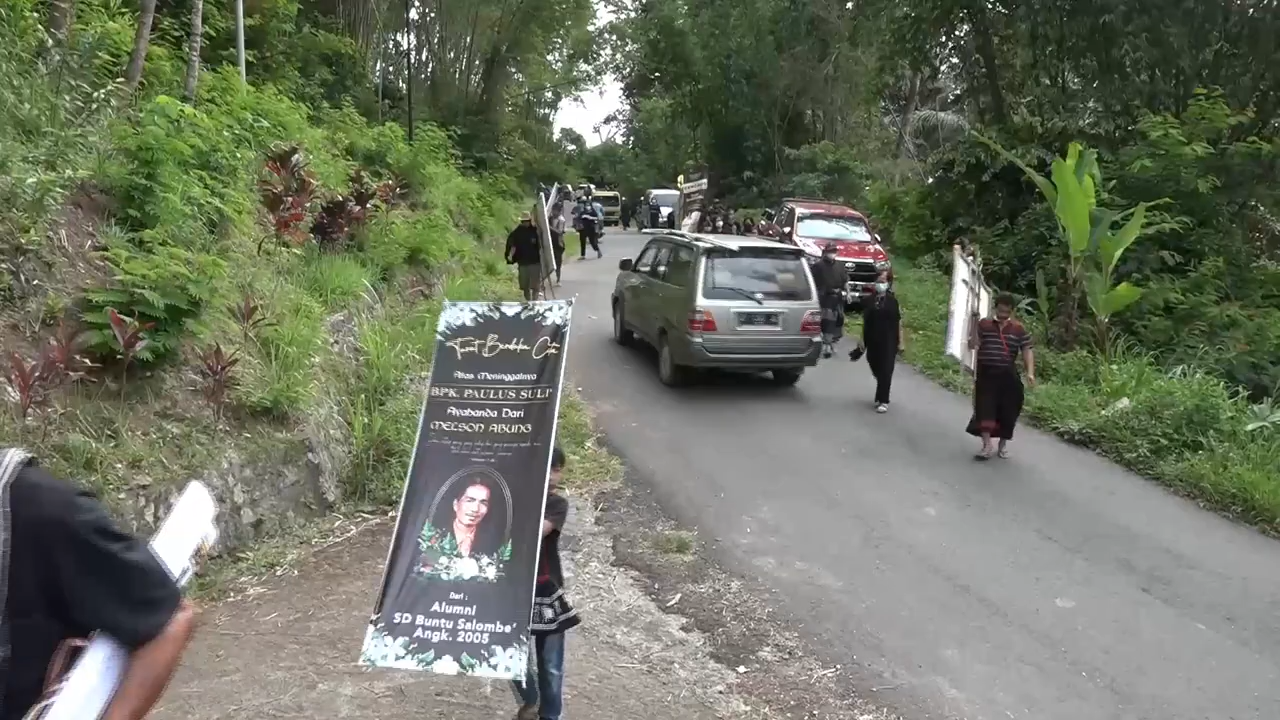 Turut Berduka Cita
Atas Meninggalnya
BPK. PAULUS SULI'
Ayahanda Dari
MELSON ABUNG
Dari :
Alumni
SD Buntu Salombe'
Angk. 2005